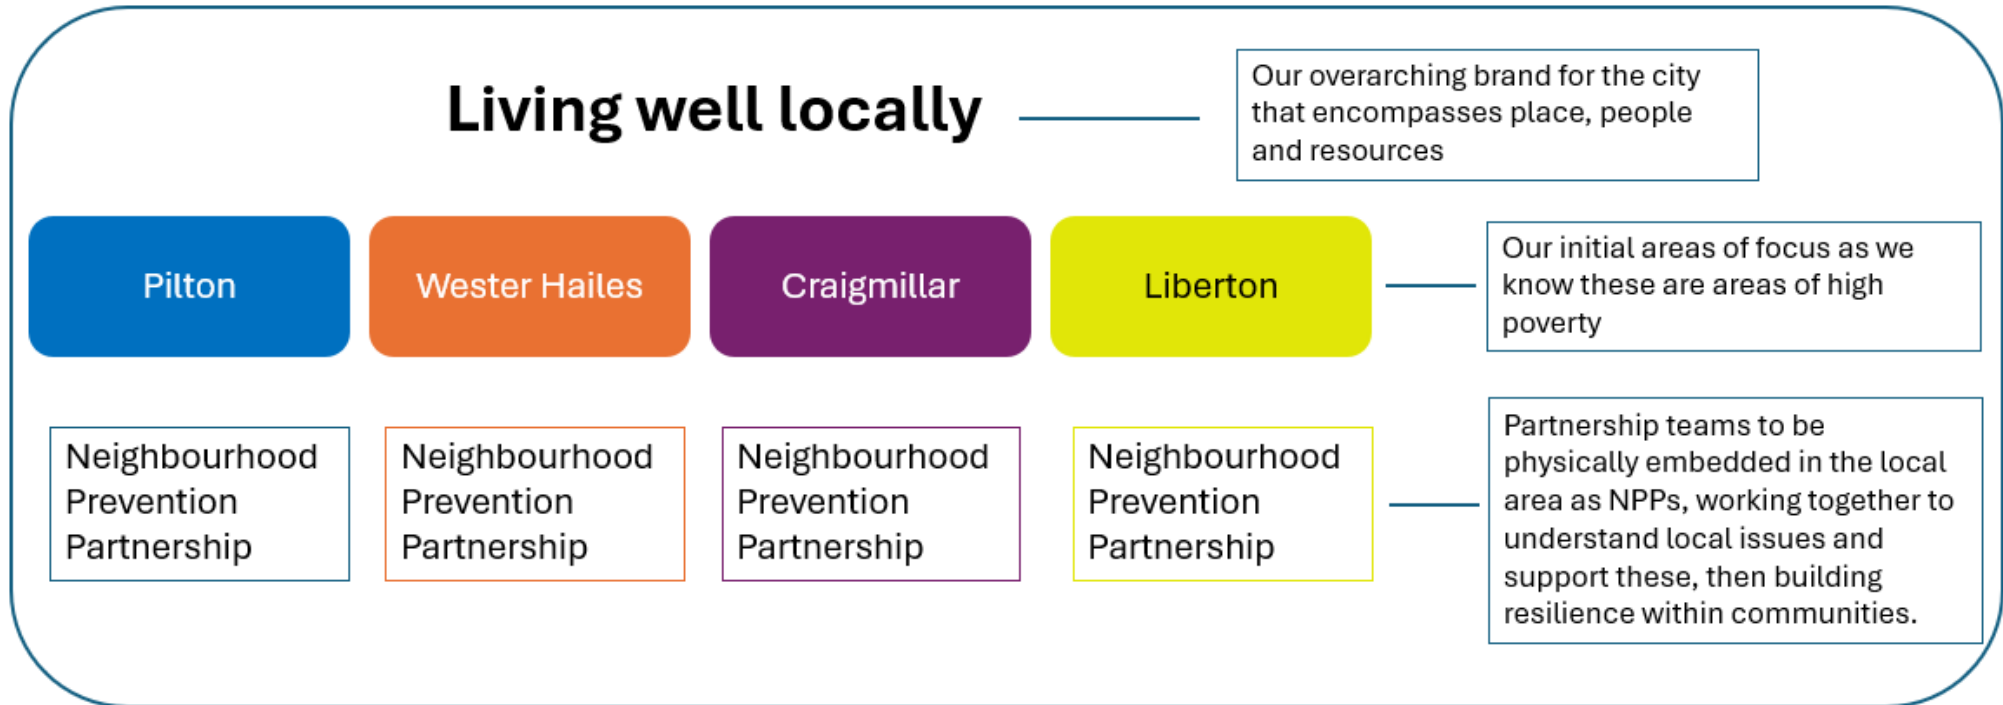 Living well locally
Our overarching brand for the city
that encompasses place, people
and resources
Pilton
Wester Hailes
Craigmillar
Liberton
Our initial areas of focus as we
know these are areas of high
poverty
Neighbourhood
Prevention
Partnership
Neighbourhood
Prevention
Partnership
Neighbourhood
Prevention
Partnership
Neighbourhood
Prevention
Partnership
Partnership teams to be
physically embedded in the local
area as NPPs, working together to
understand local issues and
support these, then building
resilience within communities.